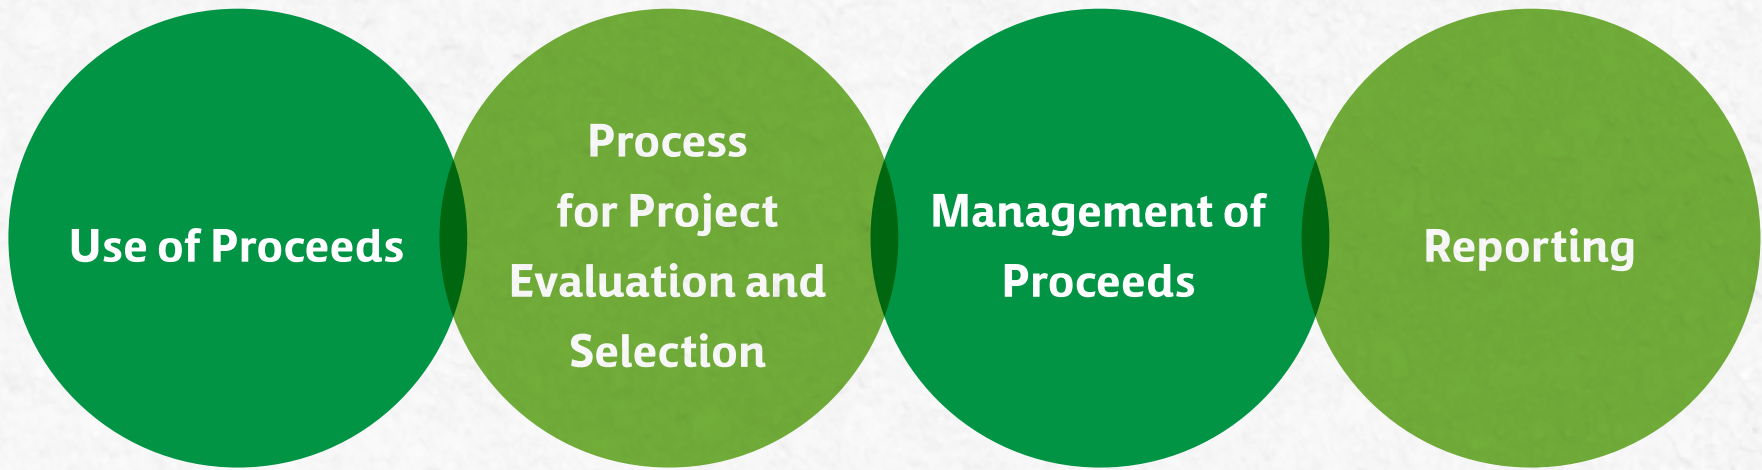 Use of Proceeds
Process
for Project
Evaluation and
Selection
Management of
Proceeds
Reporting